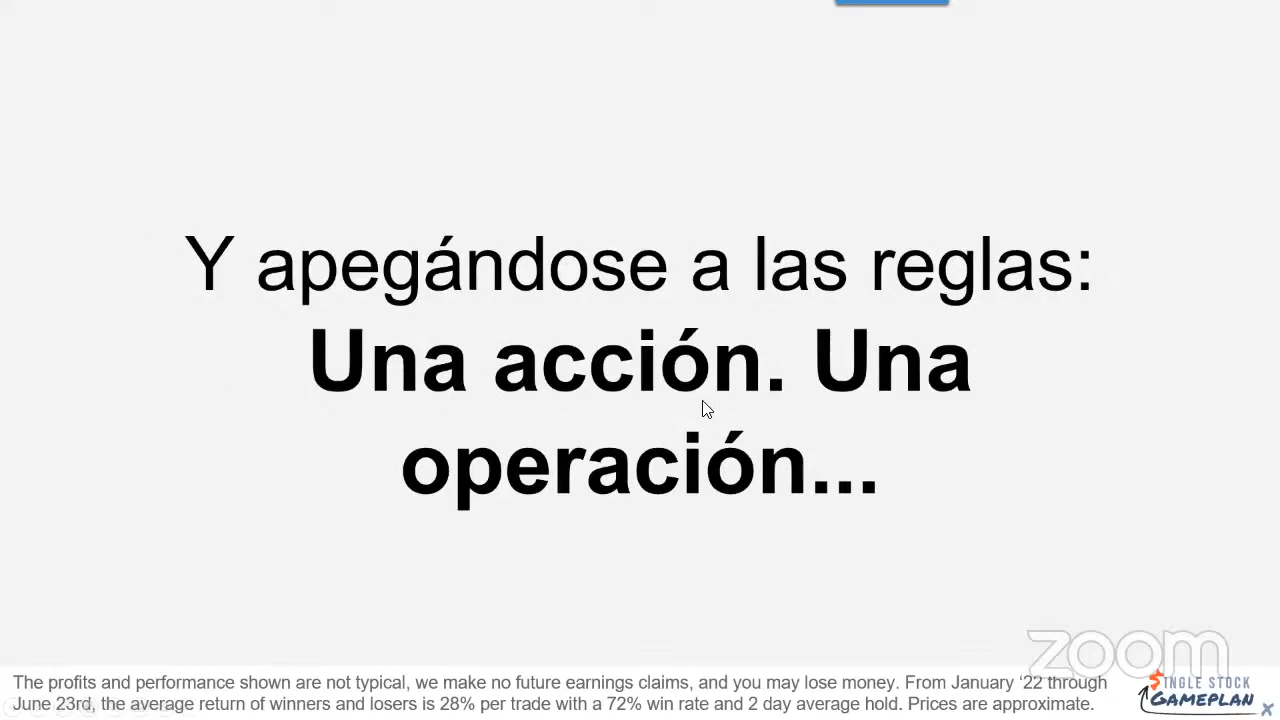 Y apegándose a las reglas:
Una acción. Una
operación...
zoom
The profits and performance shown are not typical, we make no future earnings claims, and you may lose money. From January ‘22 through
June 23rd, the average return of winners and losers is 28% per trade with a 72% win rate and 2 day average hold. Prices are approximate.
$INGLE STOCK
GAMEPLAN